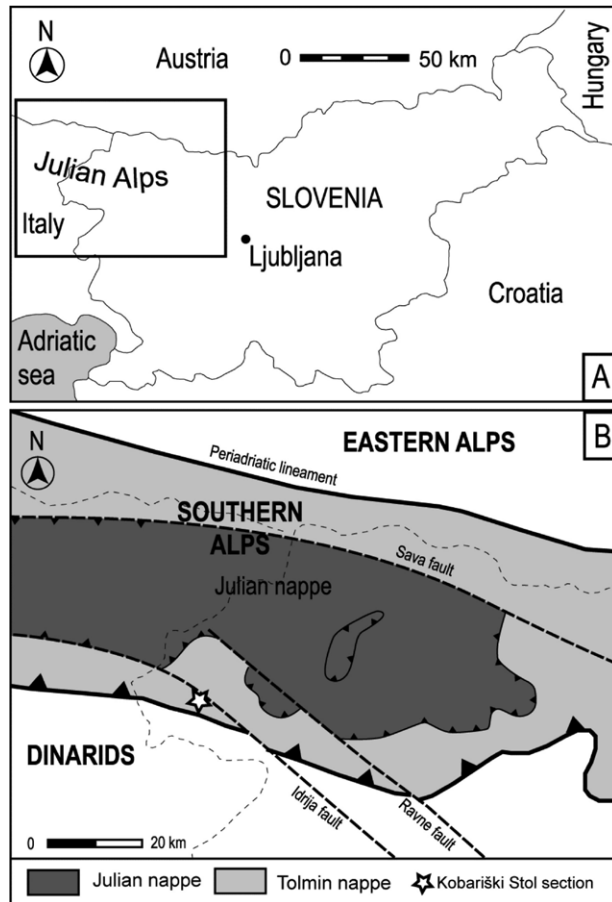 N
Austria
0 50 km
Hungary
Julian Alps
SLOVENIA
Italy
Ljubljana
Croatia
Adriatic
sea
A
B
N
EASTERN ALPS
Periadriatic lineament
SOUTHERN
ALPS
Sava fault
Julian nappe
DINARIDS
Idrija fault
Ravne fault
0 20 km
Julian nappe Tolmin nappe Kobariški Stol section